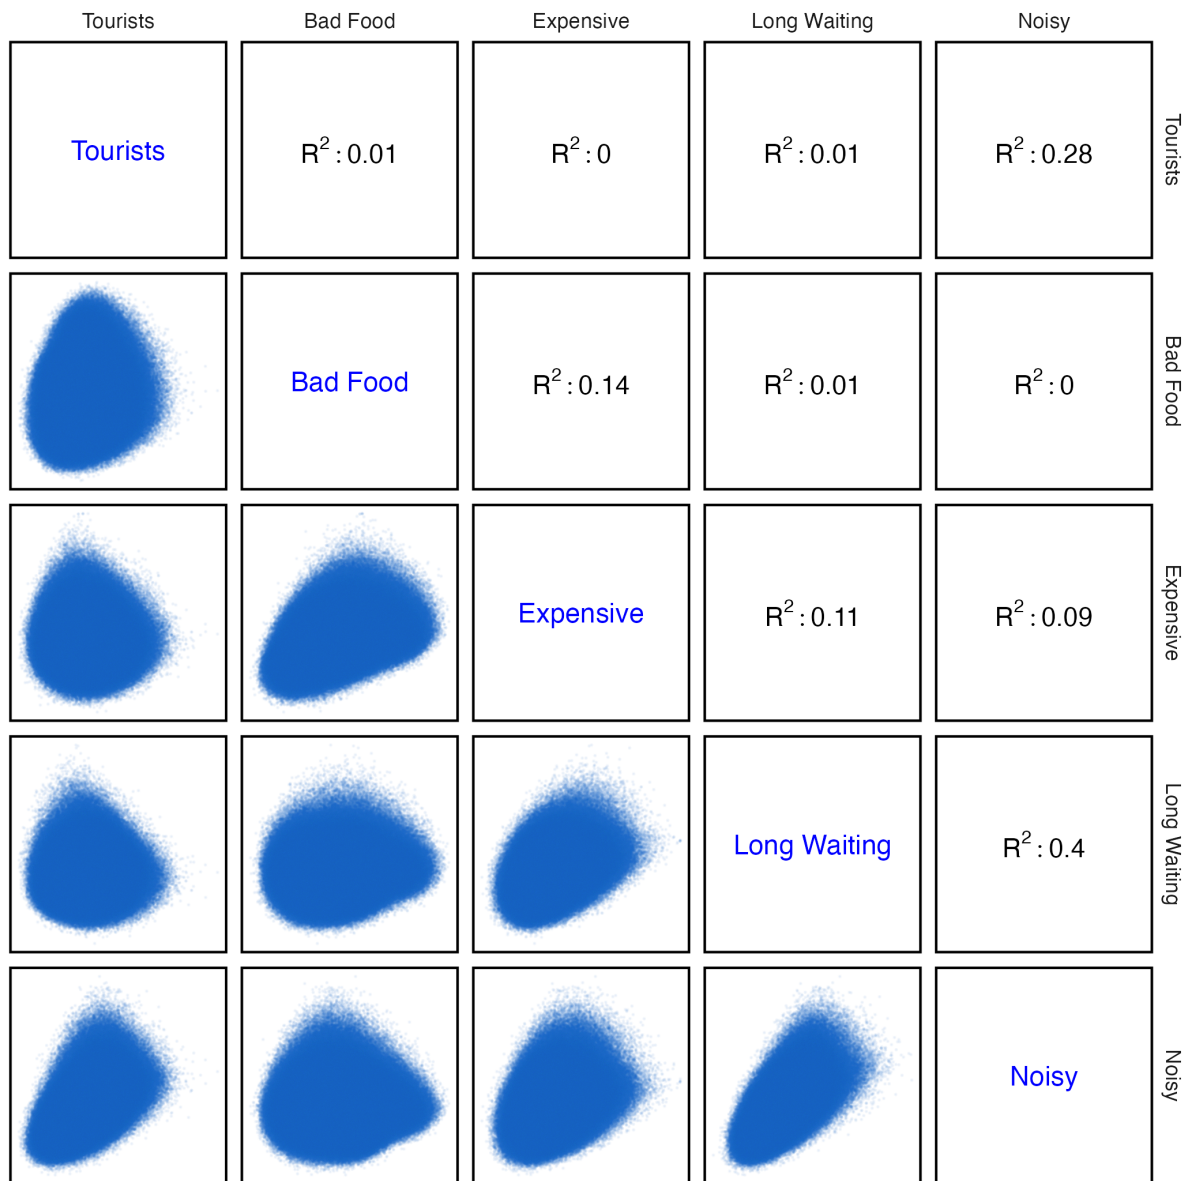 Tourists Bad Food Expensive Long Waiting Noisy
Tourists R²:0.01 R²:0 R²:0.01 R²:0.28 Tourists
Bad Food R²:0.14 R²:0.01 R²:0 Bad Food
Expensive R²:0.11 R²:0.09 Expensive
Long Waiting R²:0.4 Long Waiting
Noisy Noisy